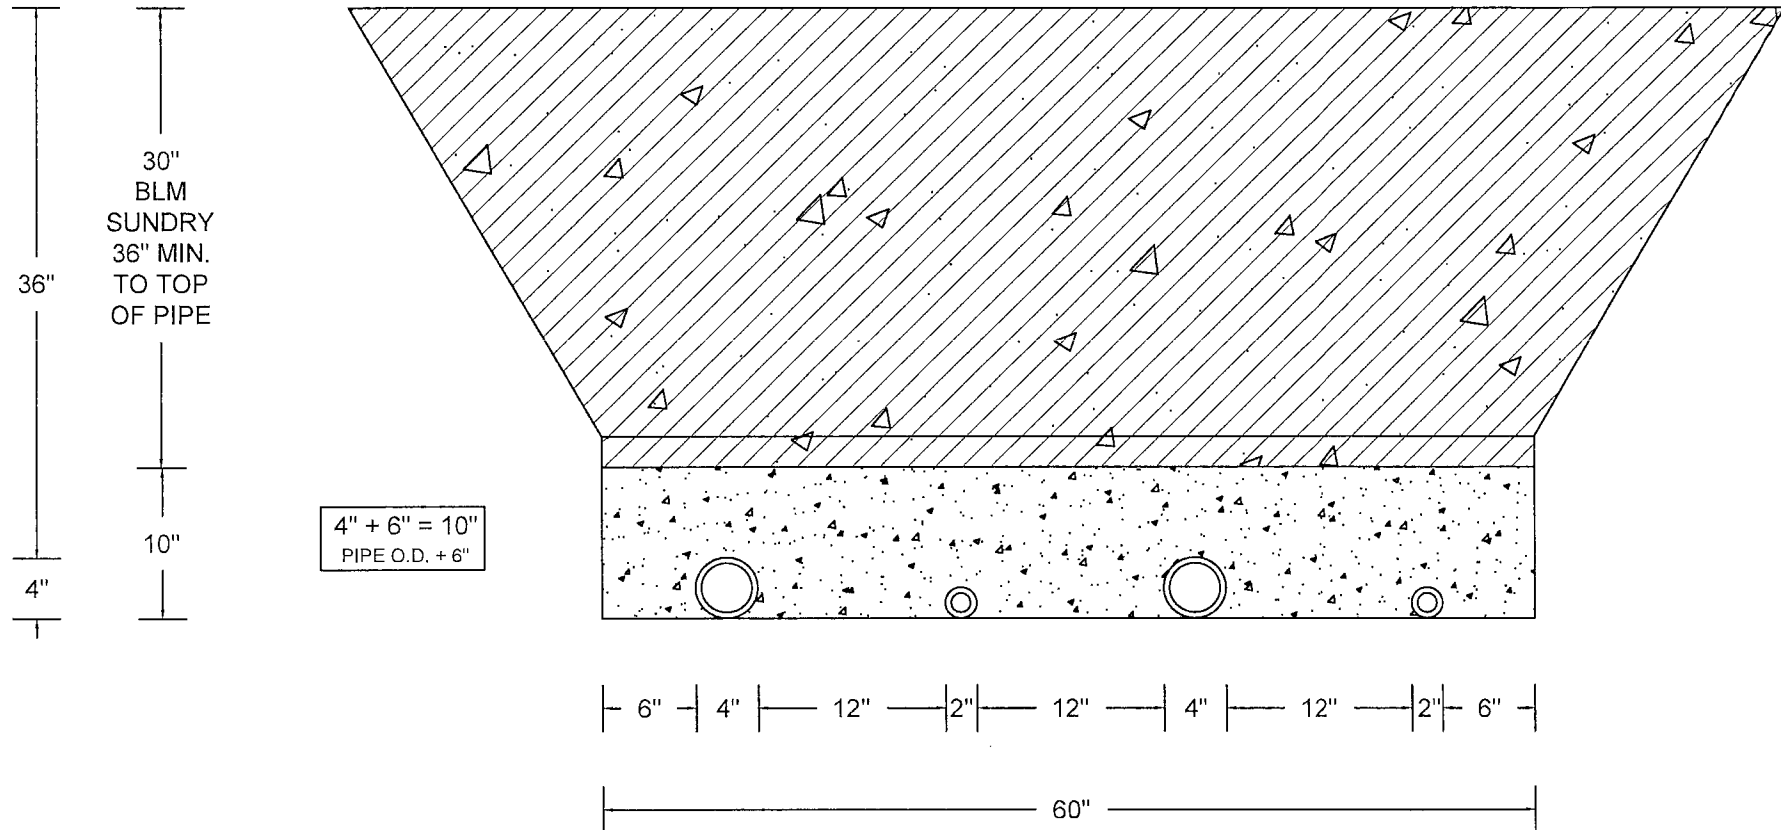 36"
4"
30"
BLM
SUNDRY
36" MIN.
TO TOP
OF PIPE
10"
4" + 6" = 10"
PIPE O.D. + 6"
6" 4" 12" 2" 12" 4" 12" 2" 6"
60"